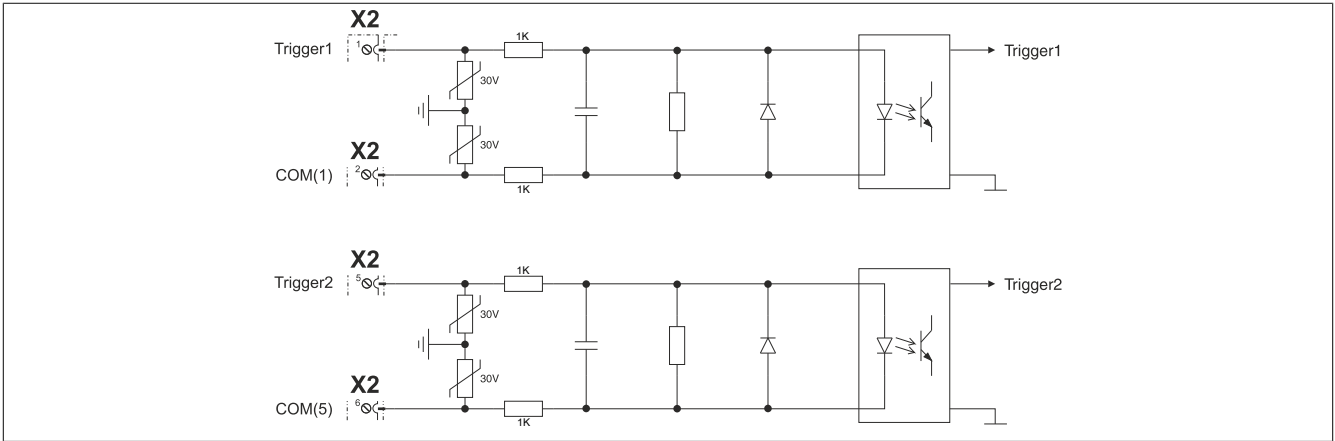 X2
Trigger1
1
1K
Trigger1
30V
30V
X2
COM(1)
2
1K
X2
Trigger2
5
1K
Trigger2
30V
30V
X2
COM(5)
6
1K